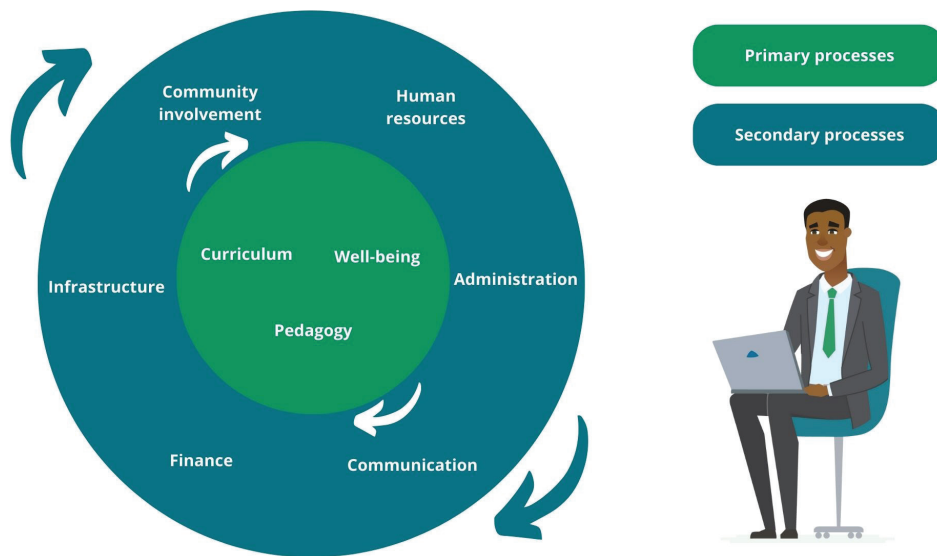 Community
involvement
Human
resources
Curriculum
Well-being
Infrastructure
Administration
Pedagogy
Finance
Communication
Primary processes
Secondary processes